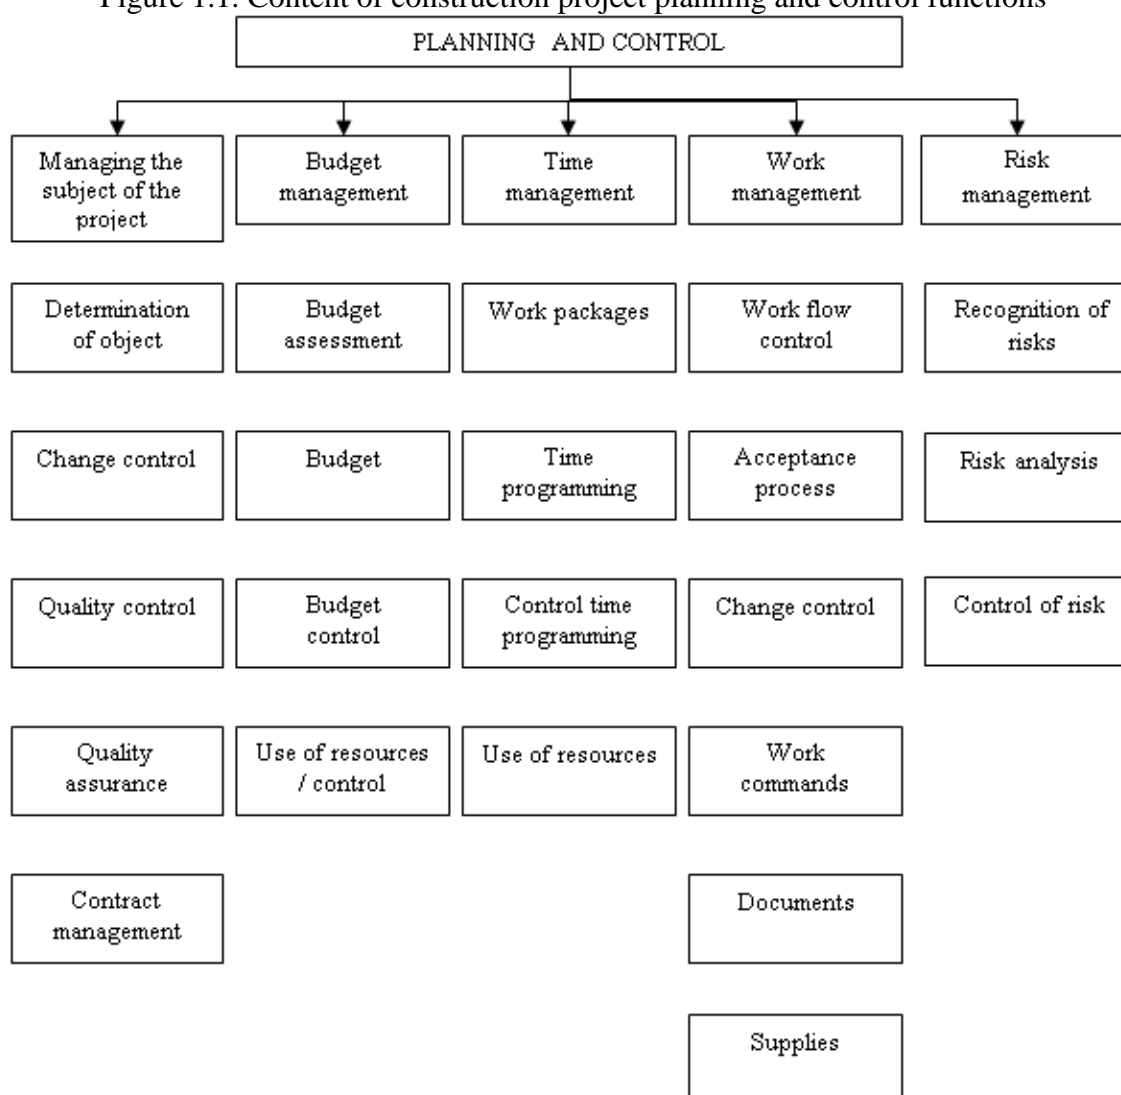 Figure 1.1. Content of construction project planning and control functions
PLANNING AND CONTROL
Managing the
subject of the
project
Budget
management
Time
management
Work
management
Risk
management
Determination
of object
Budget
assessment
Work packages
Work flow
control
Recognition of
risks
Change control
Budget
Time
programming
Acceptance
process
Risk analysis
Quality control
Budget
control
Control time
programming
Change control
Control of risk
Quality
assurance
Use of resources
/ control
Use of resources
Work
commands
Contract
management
Documents
Supplies